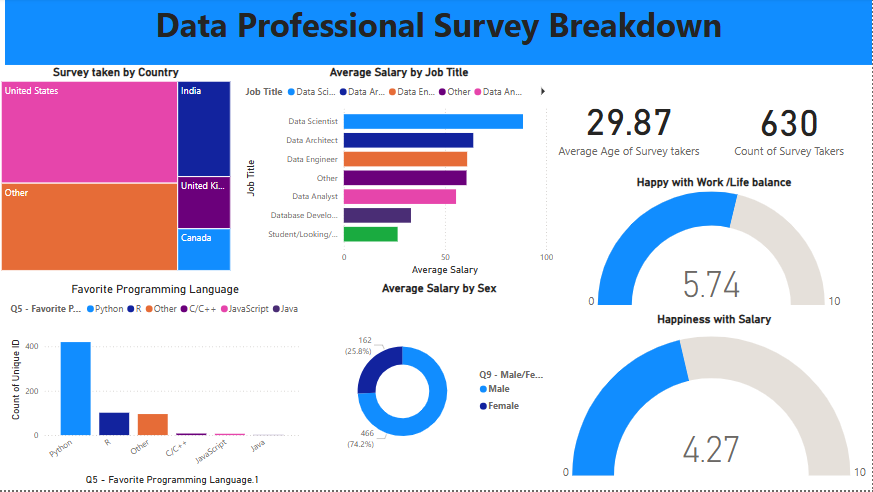 Data Professional Survey Breakdown
Survey taken by Country
United States
India
Other
United Ki...
Canada
Average Salary by Job Title
Job Title
Data Sci...
Data Ar...
Data En...
Other
Data An...
Job Title
Data Scientist
Data Architect
Data Engineer
Other
Data Analyst
Database Develo...
Student/Looking/...
0
50
100
Average Salary
29.87
Average Age of Survey takers
630
Count of Survey Takers
Happy with Work /Life balance
5.74
0
10
Favorite Programming Language
Q5 - Favorite P...
Python
R
Other
C/C++
JavaScript
Java
Count of Unique ID
400
200
0
Python
R
Other
C/C++
JavaScript
Java
Q5 - Favorite Programming Language.1
Average Salary by Sex
162
(25.8%)
466
(74.2%)
Q9 - Male/Fe...
Male
Female
Happiness with Salary
4.27
0
10